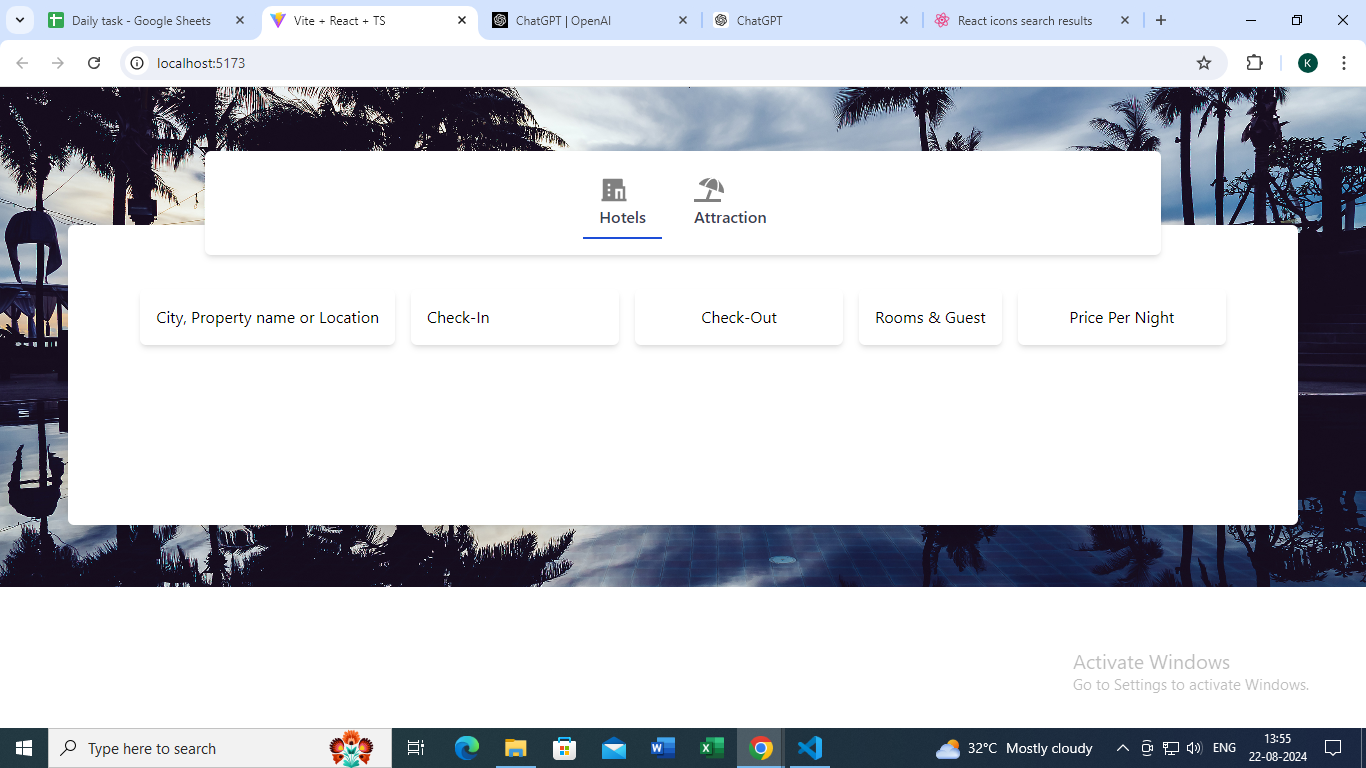 Daily task - Google Sheets
Vite + React + TS
ChatGPT | OpenAI
ChatGPT
React icons search results
localhost:5173
K
Hotels
Attraction
City, Property name or Location
Check-In
Check-Out
Rooms & Guest
Price Per Night
Activate Windows
Go to Settings to activate Windows.
Type here to search
32°C Mostly cloudy
ENG
13:55
22-08-2024